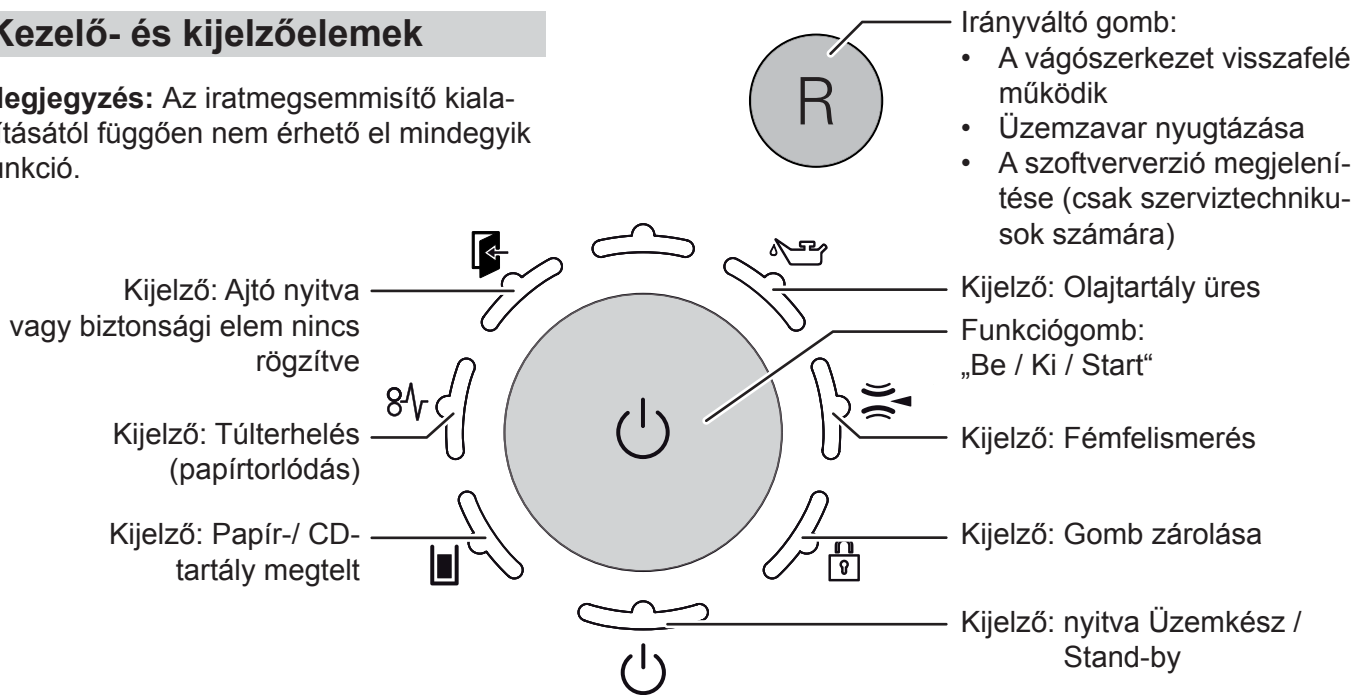 Kezelő- és kijelzőelemek
Megjegyzés: Az iratmegsemmisítő kiala-
ításától függően nem érhető el mindegyik
unkció.
R
Irányváltó gomb:
• A vágószerkezet visszafelé
működik
• Üzemzavar nyugtázása
• A szoftververzió megjelení-
tése (csak szerviztechniku-
sok számára)
Kijelző: Ajtó nyitva
vagy biztonsági elem nincs
rögzítve
Kijelző: Túlterhelés
(papírtorlódás)
Kijelző: Papír-/ CD-
tartály megtelt
Kijelző: Olajtartály üres
Funkciógomb:
„Be / Ki / Start“
Kijelző: Fémfelismerés
Kijelző: Gomb zárolása
Kijelző: nyitva Üzemkész /
Stand-by